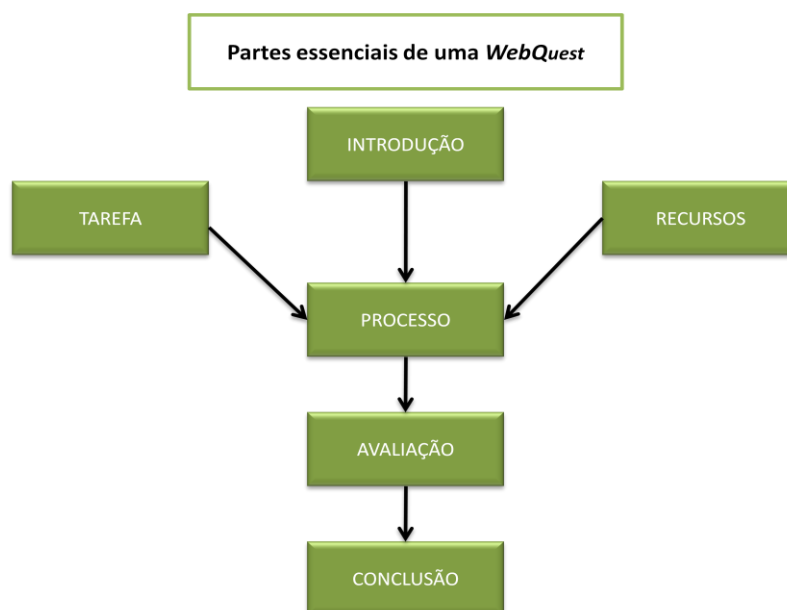 Partes essenciais de uma WebQuest
INTRODUÇÃO
TAREFA
RECURSOS
PROCESSO
AVALIAÇÃO
CONCLUSÃO